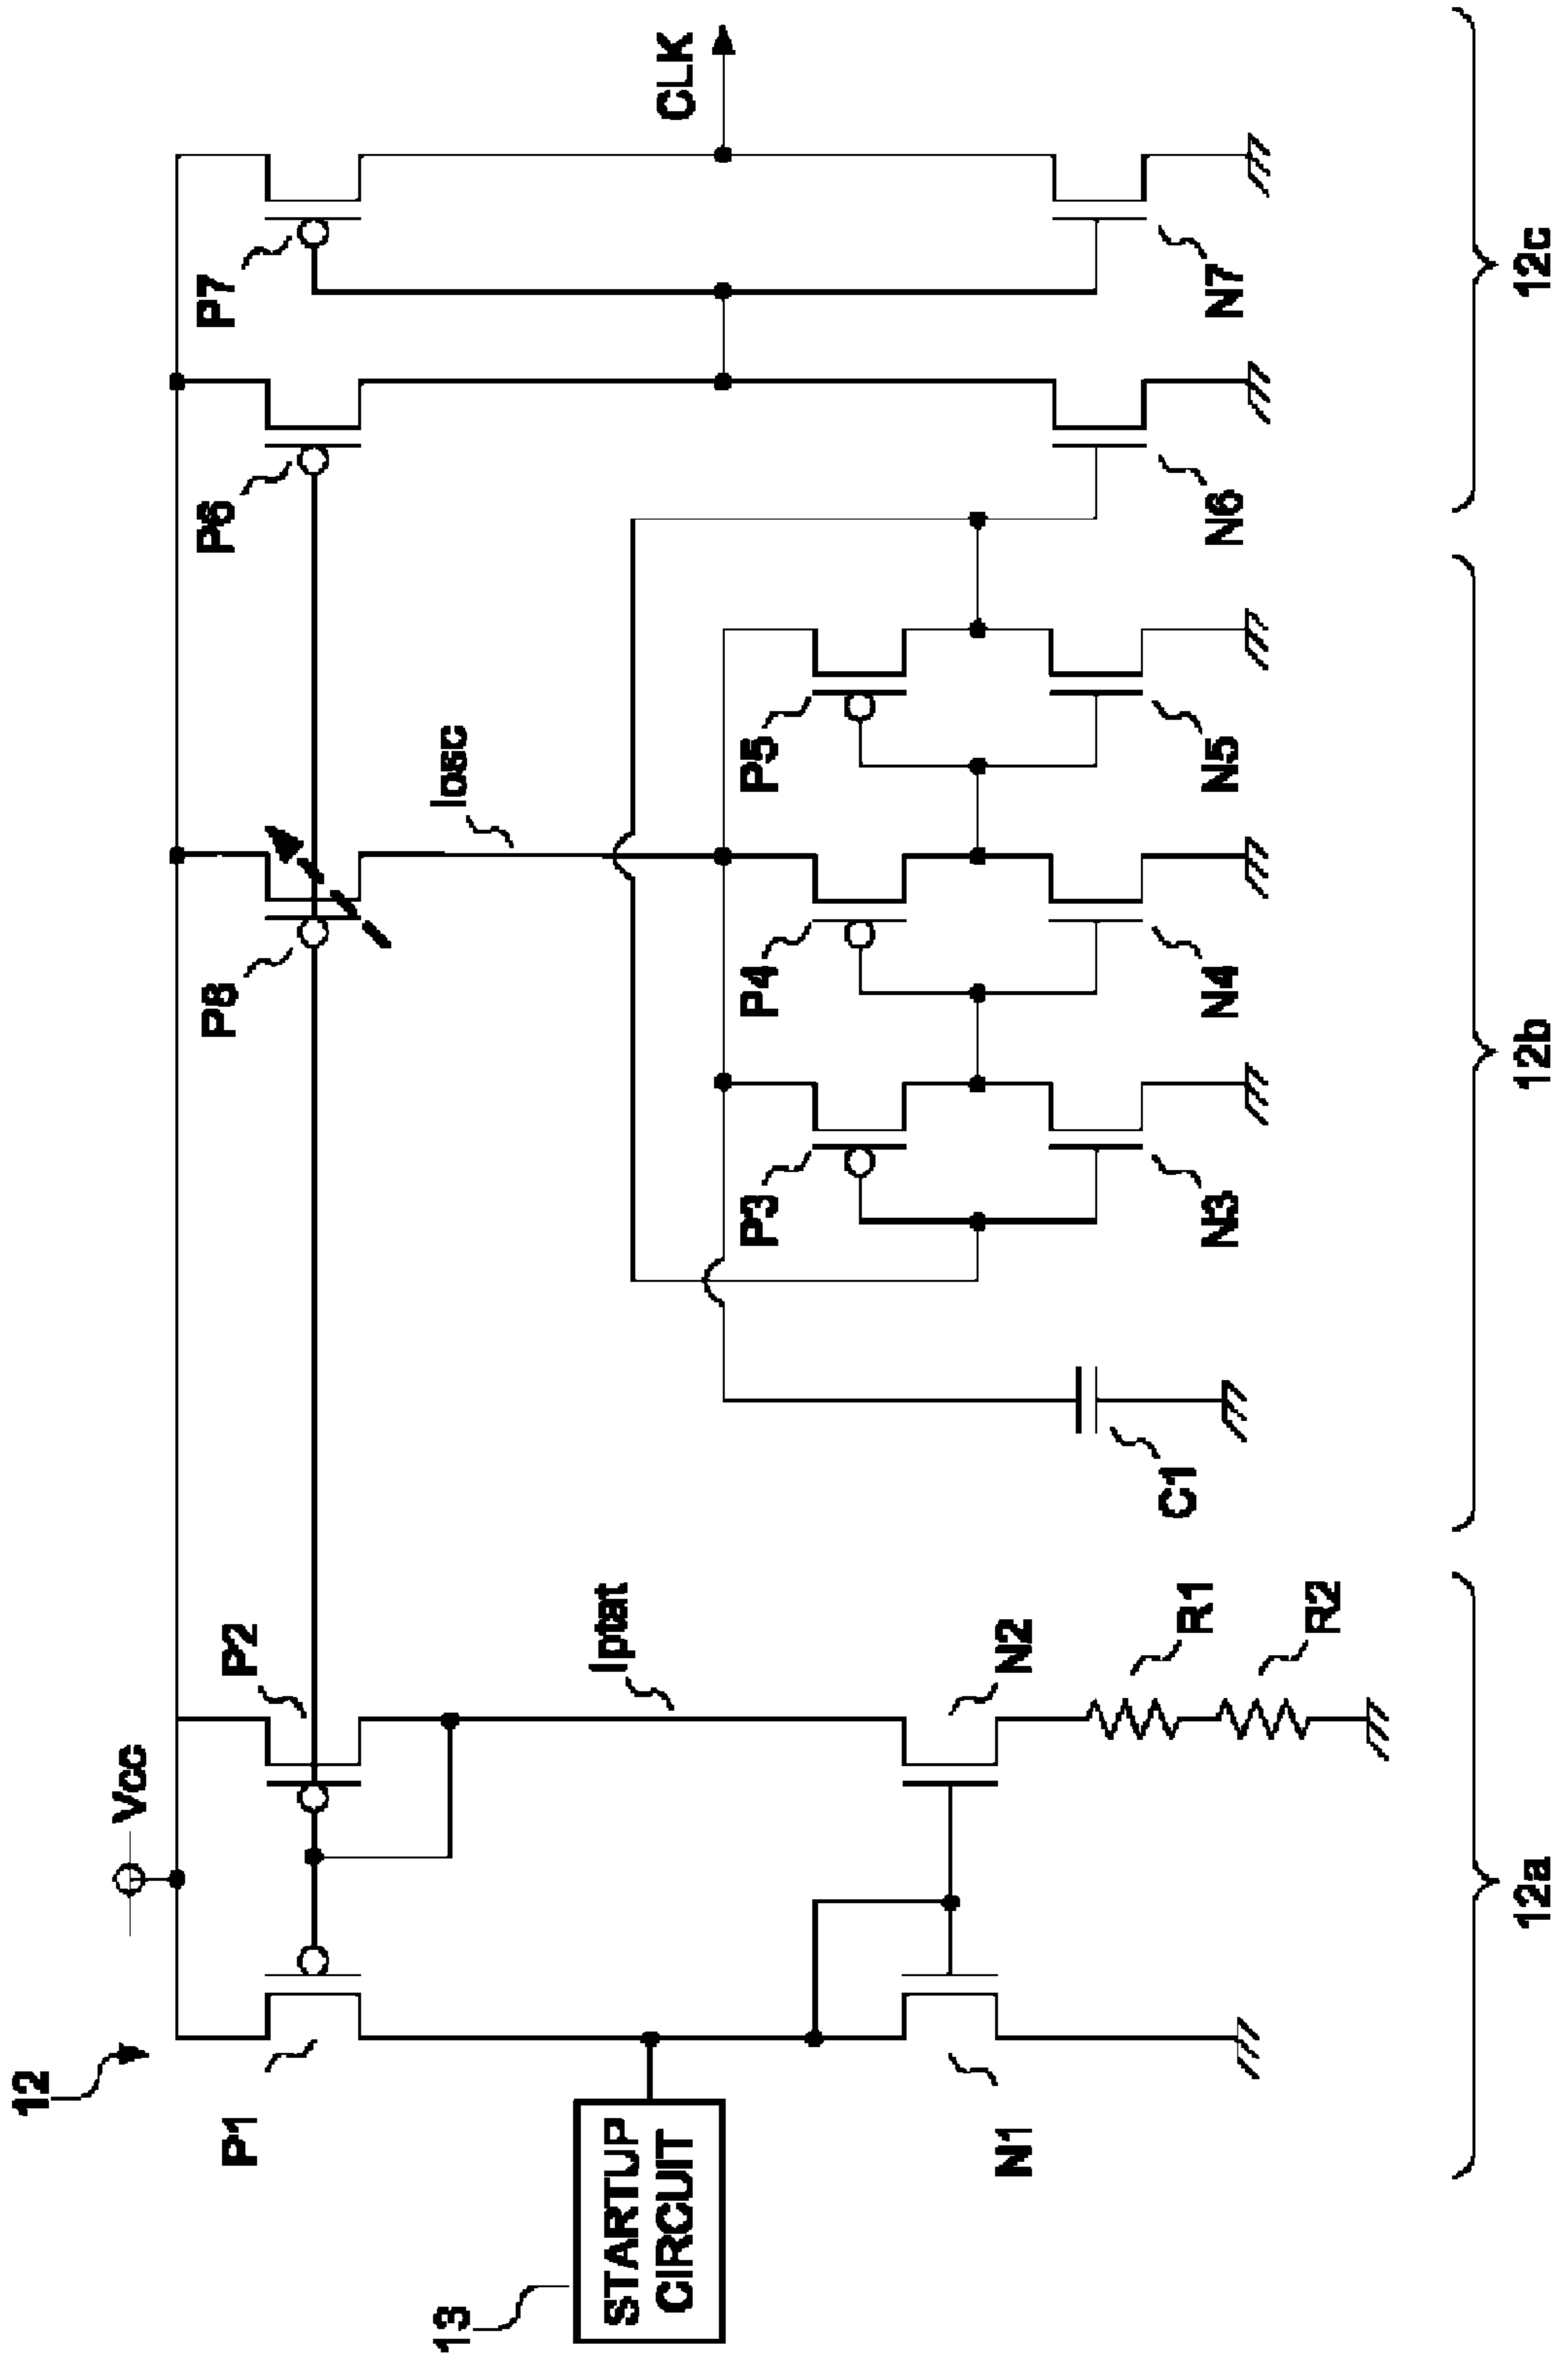 12
Vcc
P1
P2
P8
P6
P7
13
STARTUP
CIRCUIT
Iptat
Iosc
CLK
P3
P4
P5
N1
N2
R1
R2
C1
N3
N4
N5
N6
N7
12a
12b
12c